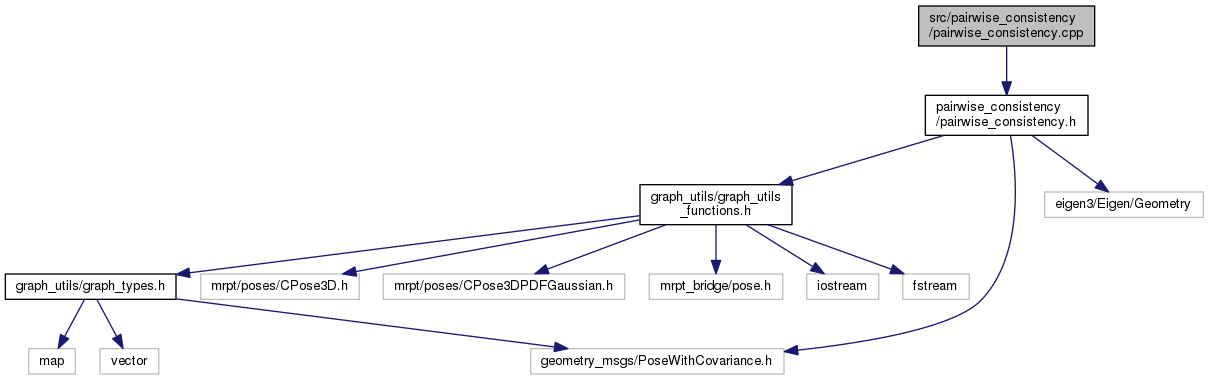 src/pairwise_consistency
/pairwise_consistency.cpp
pairwise_consistency
/pairwise_consistency.h
graph_utils/graph_utils
_functions.h
eigen3/Eigen/Geometry
graph_utils/graph_types.h
mrpt/poses/CPose3D.h
mrpt/poses/CPose3DPDFGaussian.h
mrpt_bridge/pose.h
iostream
fstream
map
vector
geometry_msgs/PoseWithCovariance.h